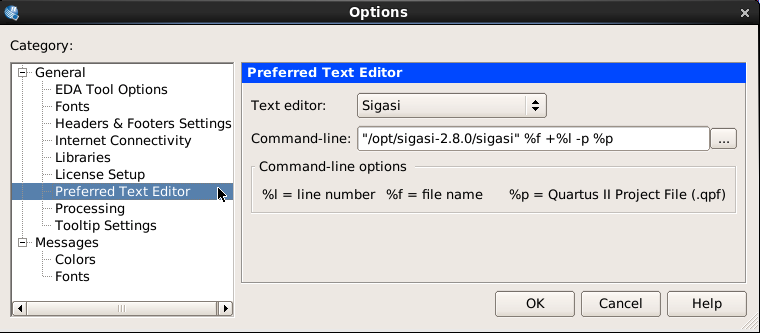 Options
Category:
General
EDA Tool Options
Fonts
Headers & Footers Settings
Internet Connectivity
Libraries
License Setup
Preferred Text Editor
Processing
Tooltip Settings
Messages
Colors
Fonts
Preferred Text Editor
Text editor: Sigasi
Command-line: "/opt/sigasi-2.8.0/sigasi" %f +%l -p %p ...
Command-line options
%l = line number %f = file name %p = Quartus II Project File (.qpf)
OK Cancel Help